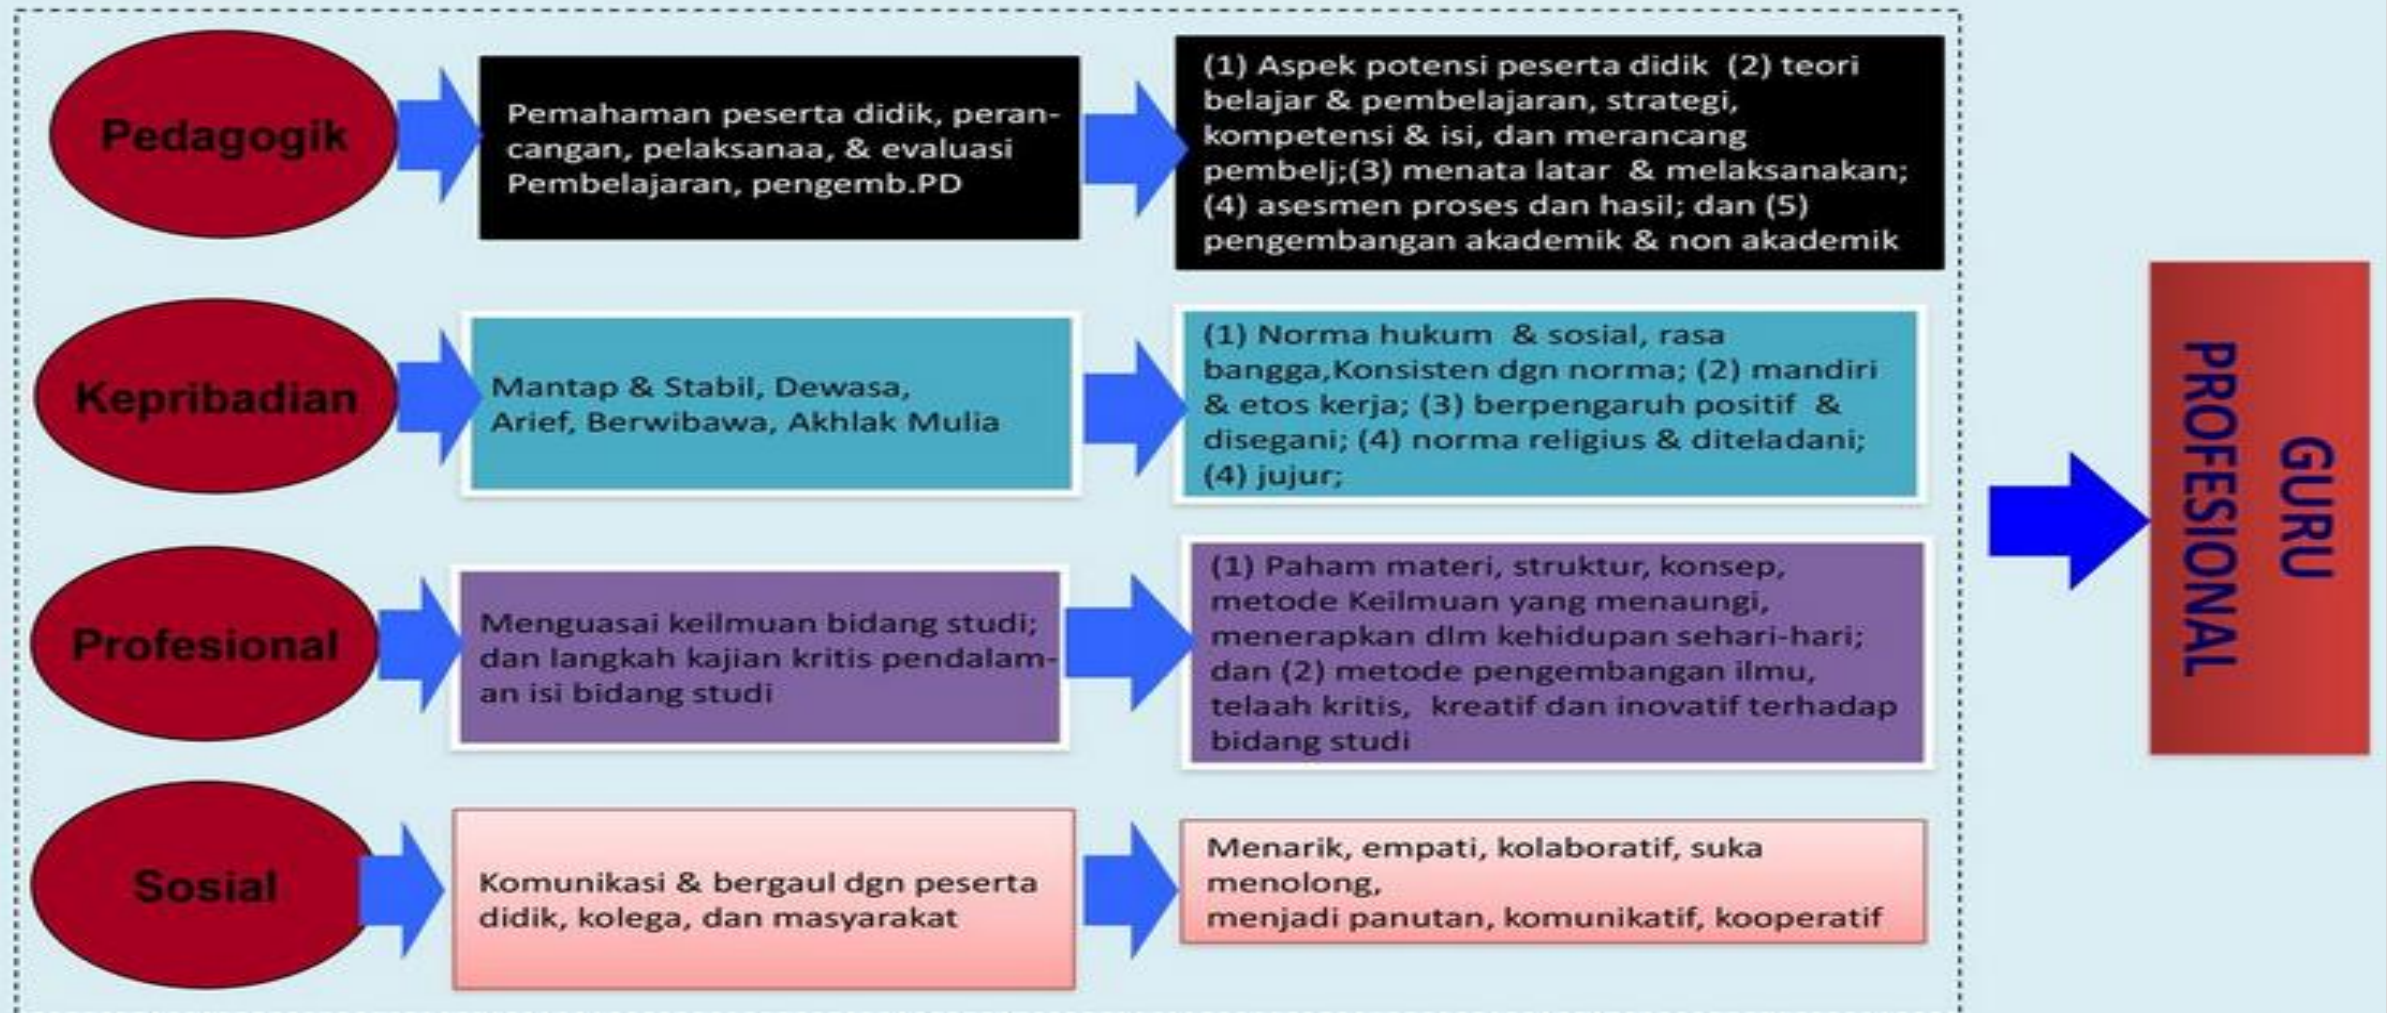 Pedagogik
Pemahaman peserta didik, peran-
cangan, pelaksanaa, & evaluasi
Pembelajaran, pengemb.PD
(1) Aspek potensi peserta didik (2) teori
belajar & pembelajaran, strategi,
kompetensi & isi, dan merancang
pembelj;(3) menata latar & melaksanakan;
(4) asesmen proses dan hasil; dan (5)
pengembangan akademik & non akademik
Kepribadian
Mantap & Stabil, Dewasa,
Arief, Berwibawa, Akhlak Mulia
(1) Norma hukum & sosial, rasa
bangga,Konsisten dgn norma; (2) mandiri
& etos kerja; (3) berpengaruh positif &
disegani; (4) norma religius & diteladani;
(4) jujur;
Profesional
Menguasai keilmuan bidang studi;
dan langkah kajian kritis pendalam-
an isi bidang studi
(1) Paham materi, struktur, konsep,
metode Keilmuan yang menaungi,
menerapkan dlm kehidupan sehari-hari;
dan (2) metode pengembangan ilmu,
telaah kritis, kreatif dan inovatif terhadap
bidang studi
Sosial
Komunikasi & bergaul dgn peserta
didik, kolega, dan masyarakat
Menarik, empati, kolaboratif, suka
menolong,
menjadi panutan, komunikatif, kooperatif
GURU
PROFESIONAL